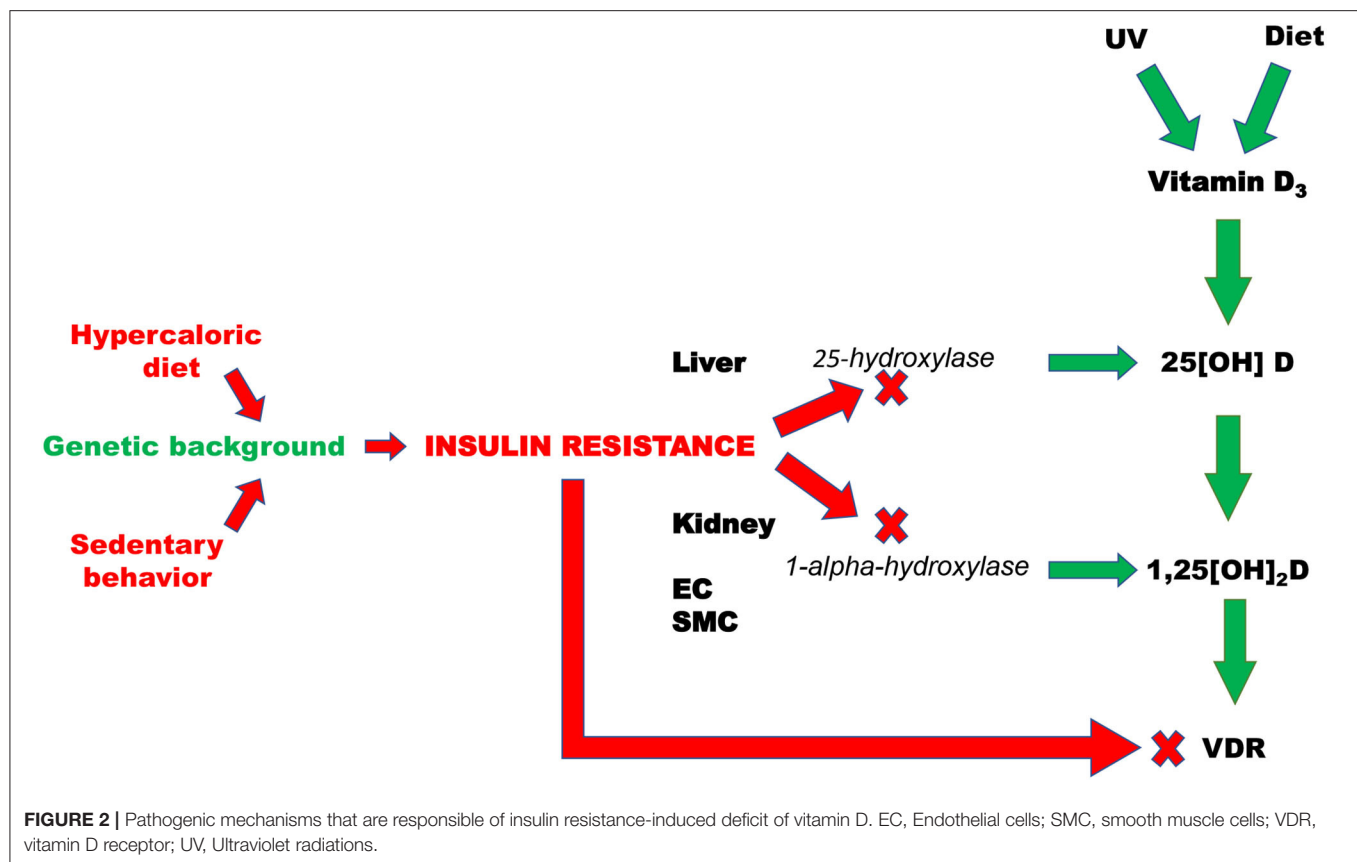 UV Diet
Vitamin D₃
Hypercaloric
diet
Genetic background
Sedentary
behavior
INSULIN RESISTANCE
Liver 25-hydroxylase 25[OH] D
Kidney
1-alpha-hydroxylase 1,25[OH]₂D
EC
SMC
VDR
FIGURE 2 | Pathogenic mechanisms that are responsible of insulin resistance-induced deficit of vitamin D. EC, Endothelial cells; SMC, smooth muscle cells; VDR,
vitamin D receptor; UV, Ultraviolet radiations.